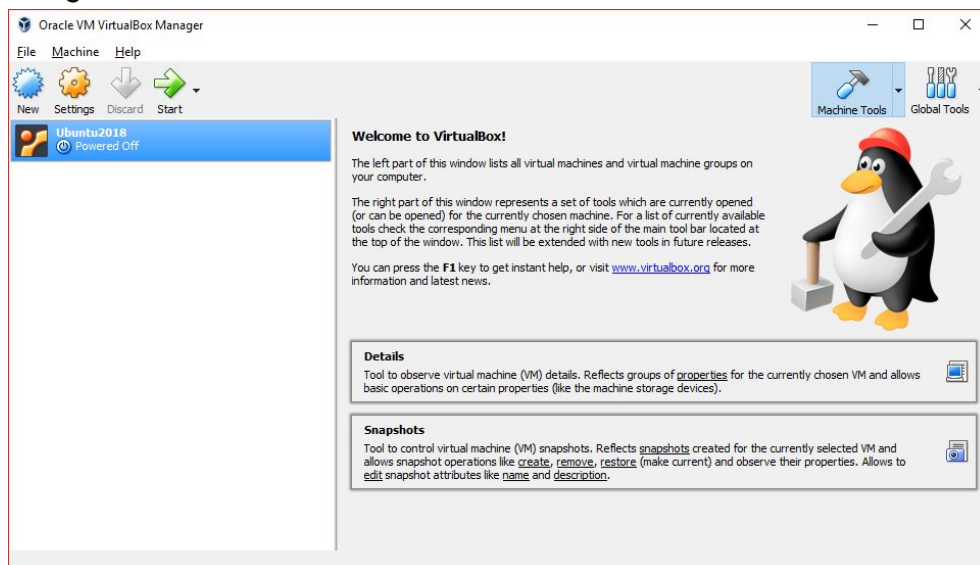 Oracle VM VirtualBox Manager
File Machine Help
New Settings Discard Start Machine Tools Global Tools
Ubuntu2018
Powered Off
Welcome to VirtualBox!
The left part of this window lists all virtual machines and virtual machine groups on
your computer.
The right part of this window represents a set of tools which are currently opened
(or can be opened) for the currently chosen machine. For a list of currently available
tools check the corresponding menu at the right side of the main tool bar located at
the top of the window. This list will be extended with new tools in future releases.
You can press the F1 key to get instant help, or visit www.virtualbox.org for more
information and latest news.
Details
Tool to observe virtual machine (VM) details. Reflects groups of properties for the currently chosen VM and allows
basic operations on certain properties (like the machine storage devices).
Snapshots
Tool to control virtual machine (VM) snapshots. Reflects snapshots created for the currently selected VM and
allows snapshot operations like create, remove, restore (make current) and observe their properties. Allows to
edit snapshot attributes like name and description.